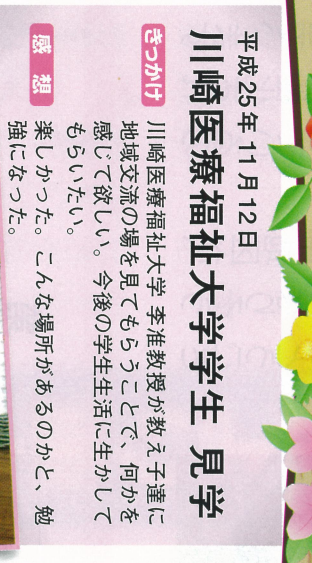 平成25年11月12日
川崎医療福祉大学学生 見学
きっかけ 川崎医療福祉大学 李准教授が教え子達に
地域交流の場を見てもらうことで、何かを
感じて欲しい。今後の学生生活に生かして
もらいたい。
感想 楽しかった。こんな場所があるのかと、勉
強になった。